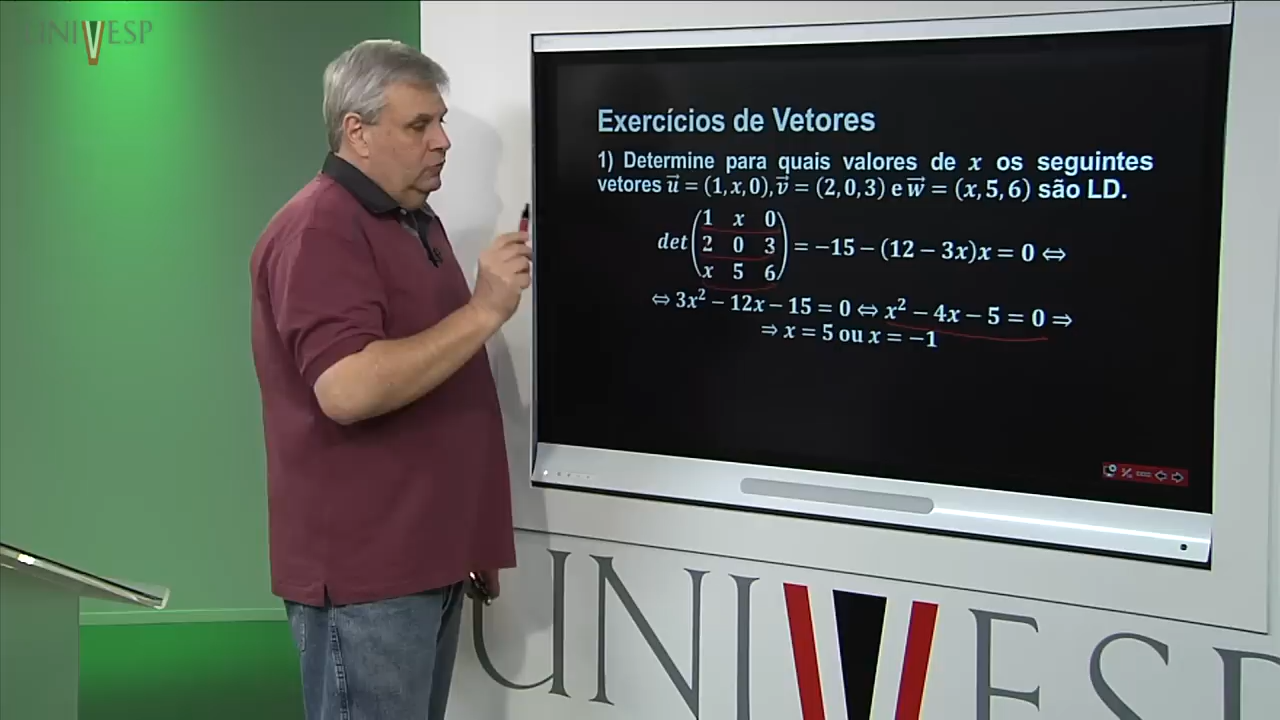 UNIVESP
Exercícios de Vetores
1) Determine para quais valores de x os seguintes
vetores u⃗ = (1, x, 0), v⃗ = (2, 0, 3) e w⃗ = (x, 5, 6) são LD.
det (1 x 0
2 0 3
x 5 6) = −15 − (12 − 3x)x = 0 ⇔
⇔ 3x² − 12x − 15 = 0 ⇔ x² − 4x − 5 = 0 ⇒
⇒ x = 5 ou x = −1
UNIVESP